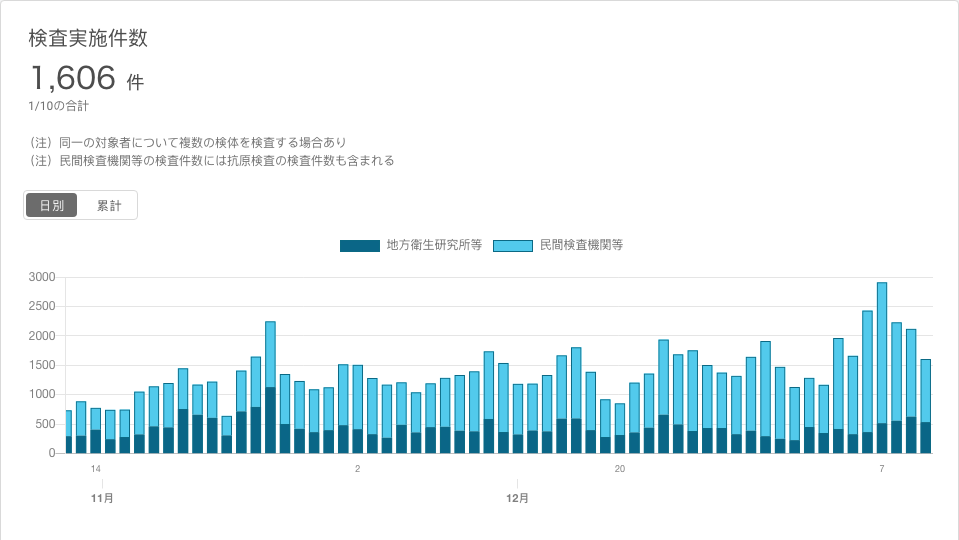 検査実施件数
1,606 件
1/10の合計
（注）同一の対象者について複数の検体を検査する場合あり
（注）民間検査機関等の検査件数には抗原検査の検査件数も含まれる
日別 累計
地方衛生研究所等 民間検査機関等
3000
2500
2000
1500
1000
500
0
14 2 20 7
11月 12月